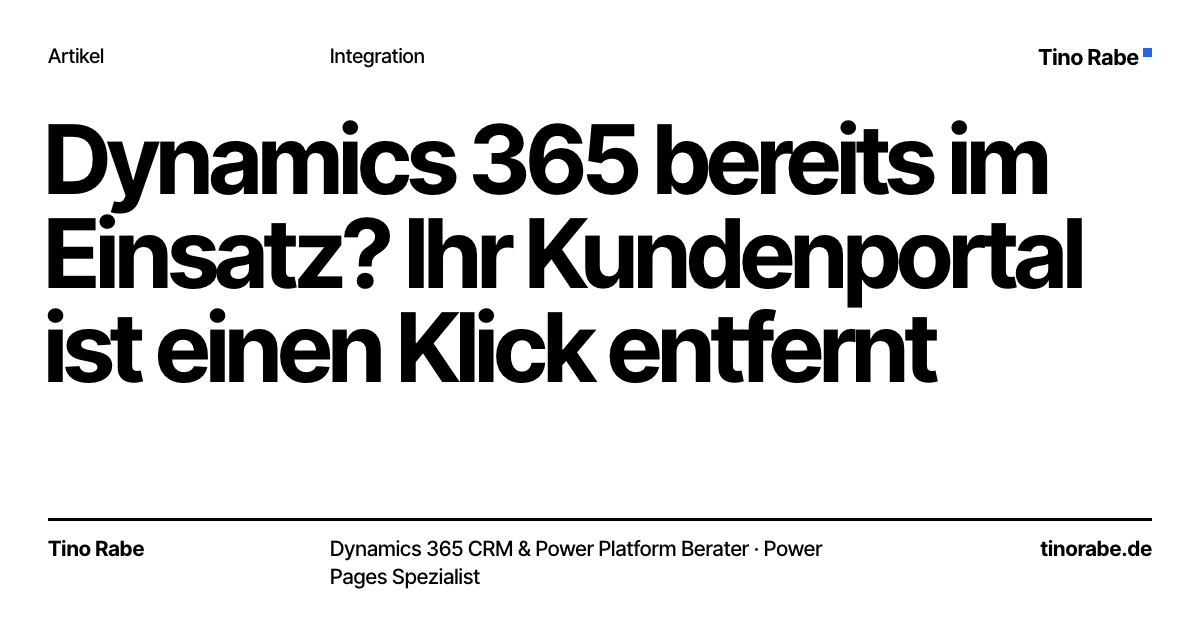 Artikel
Integration
Tino Rabe
Dynamics 365 bereits im
Einsatz? Ihr Kundenportal
ist einen Klick entfernt
Tino Rabe
Dynamics 365 CRM & Power Platform Berater · Power
Pages Spezialist
tinorabe.de